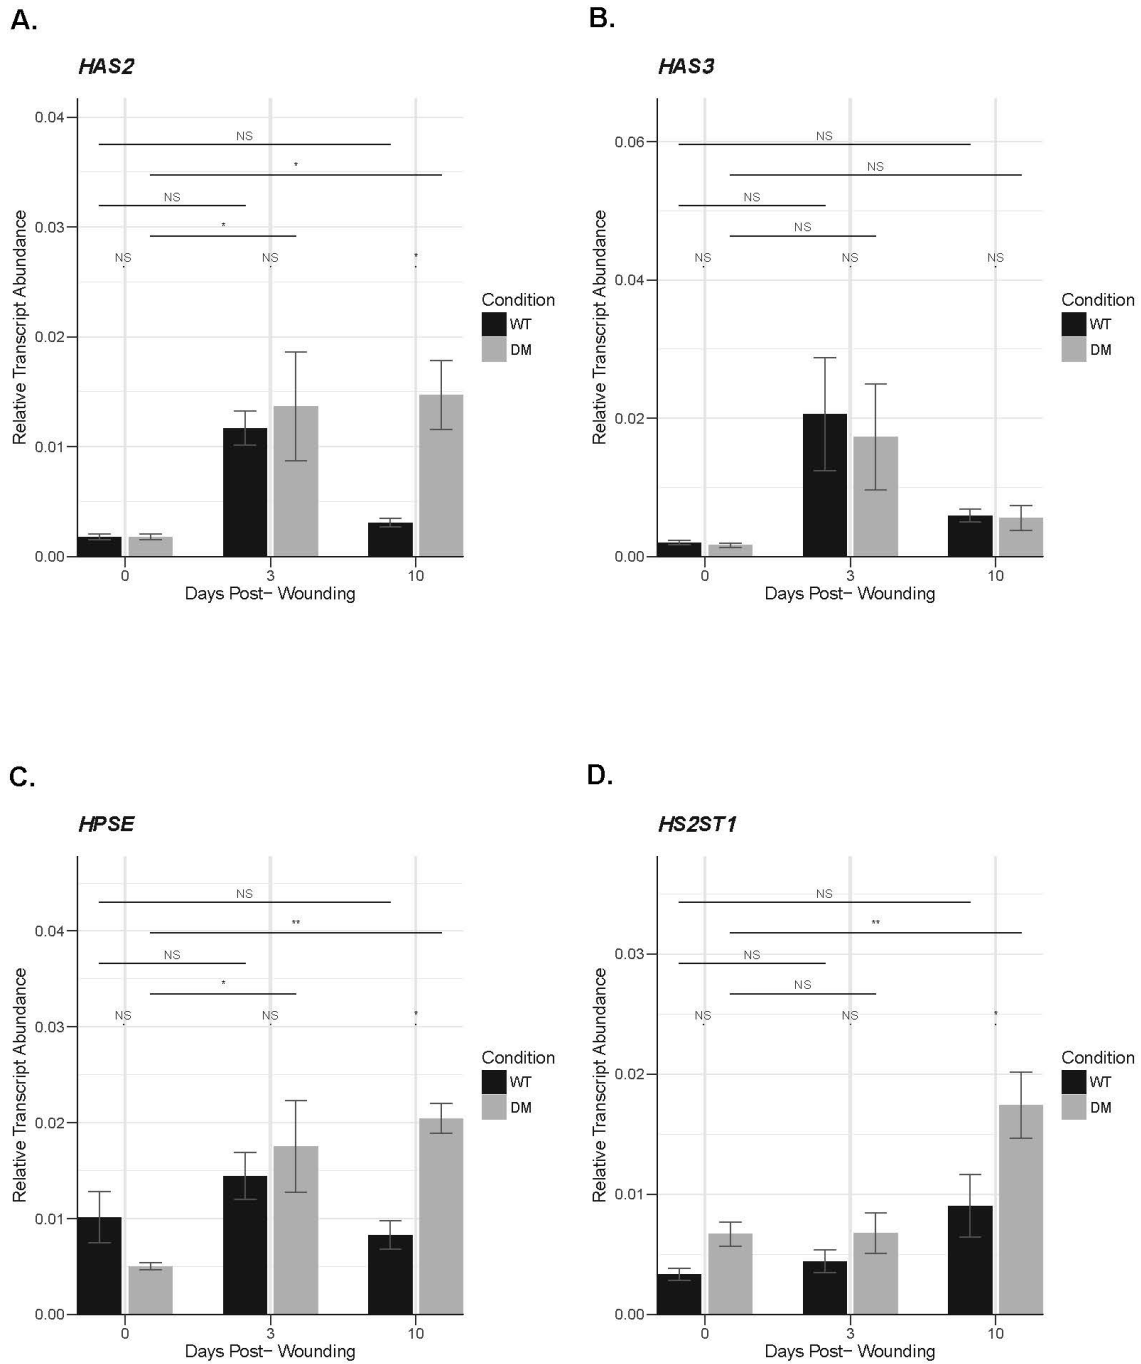 A.
HAS2
Relative Transcript Abundance
0.04
0.03
0.02
0.01
0.00
NS
*
NS
*
NS
NS
*
0
3
10
Days Post– Wounding
Condition
WT
DM
B.
HAS3
Relative Transcript Abundance
0.06
0.04
0.02
0.00
NS
NS
NS
NS
NS
NS
NS
0
3
10
Days Post– Wounding
Condition
WT
DM
C.
HPSE
Relative Transcript Abundance
0.04
0.03
0.02
0.01
0.00
NS
**
NS
*
NS
NS
*
0
3
10
Days Post– Wounding
Condition
WT
DM
D.
HS2ST1
Relative Transcript Abundance
0.03
0.02
0.01
0.00
NS
**
NS
NS
NS
NS
*
0
3
10
Days Post– Wounding
Condition
WT
DM